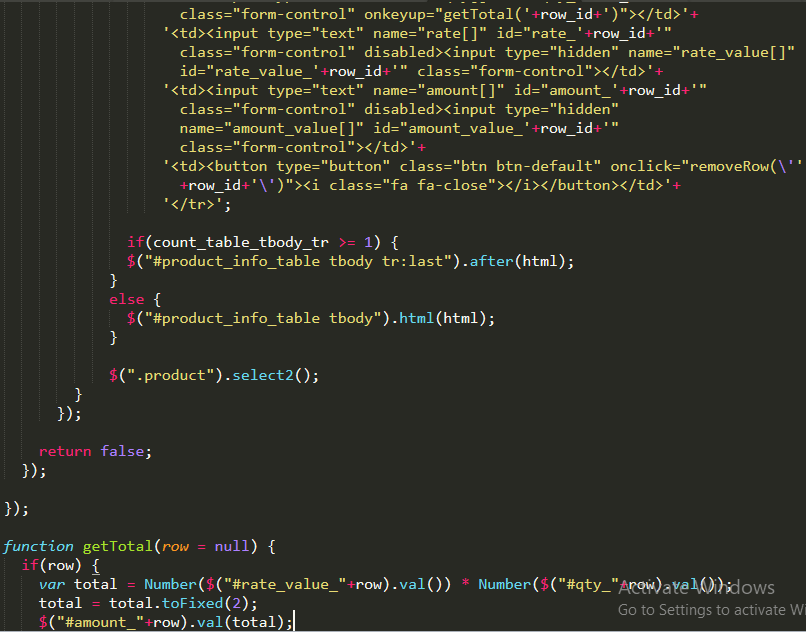 class="form-control" onkeyup="getTotal('+row_id+')"></td>'+
'<td><input type="text" name="rate[]" id="rate_'+row_id+'"
class="form-control" disabled><input type="hidden" name="rate_value[]"
id="rate_value_'+row_id+'" class="form-control"></td>'+
'<td><input type="text" name="amount[]" id="amount_'+row_id+'"
class="form-control" disabled><input type="hidden"
name="amount_value[]" id="amount_value_'+row_id+'"
class="form-control"></td>'+
'<td><button type="button" class="btn btn-default" onclick="removeRow(\''
+row_id+'\')"><i class="fa fa-close"></i></button></td>'+
'</tr>';
if(count_table_tbody_tr >= 1) {
$("#product_info_table tbody tr:last").after(html);
}
else {
$("#product_info_table tbody").html(html);
}
$(".product").select2();
}
});
return false;
});
});
function getTotal(row = null) {
if(row) {
var total = Number($("#rate_value_"+row).val()) * Number($("#qty_"+row).val());
total = total.toFixed(2);
$("#amount_"+row).val(total);
Activate Windows
Go to Settings to activate Wi